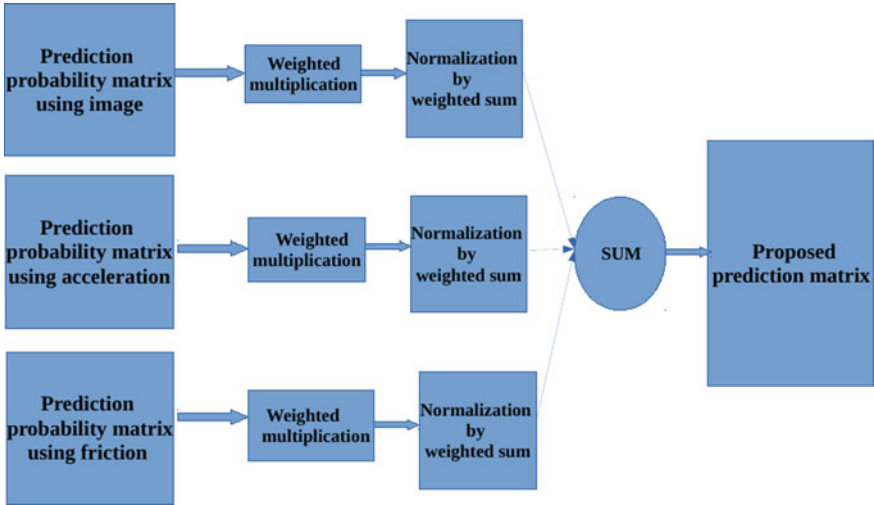 Prediction
probability matrix
using image
Weighted
multiplication
Normalization
by
weighted sum
Prediction
probability matrix
using acceleration
Weighted
multiplication
Normalization
by
weighted sum
SUM
Proposed
prediction matrix
Prediction
probability matrix
using friction
Weighted
multiplication
Normalization
by
weighted sum